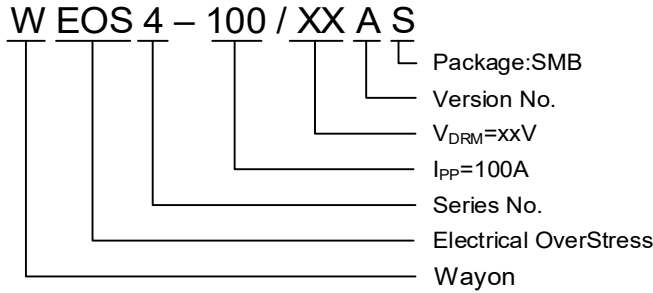 W EOS 4 – 100 / XX A S
Package:SMB
Version No.
VDRM=xxV
IPP=100A
Series No.
Electrical OverStress
Wayon